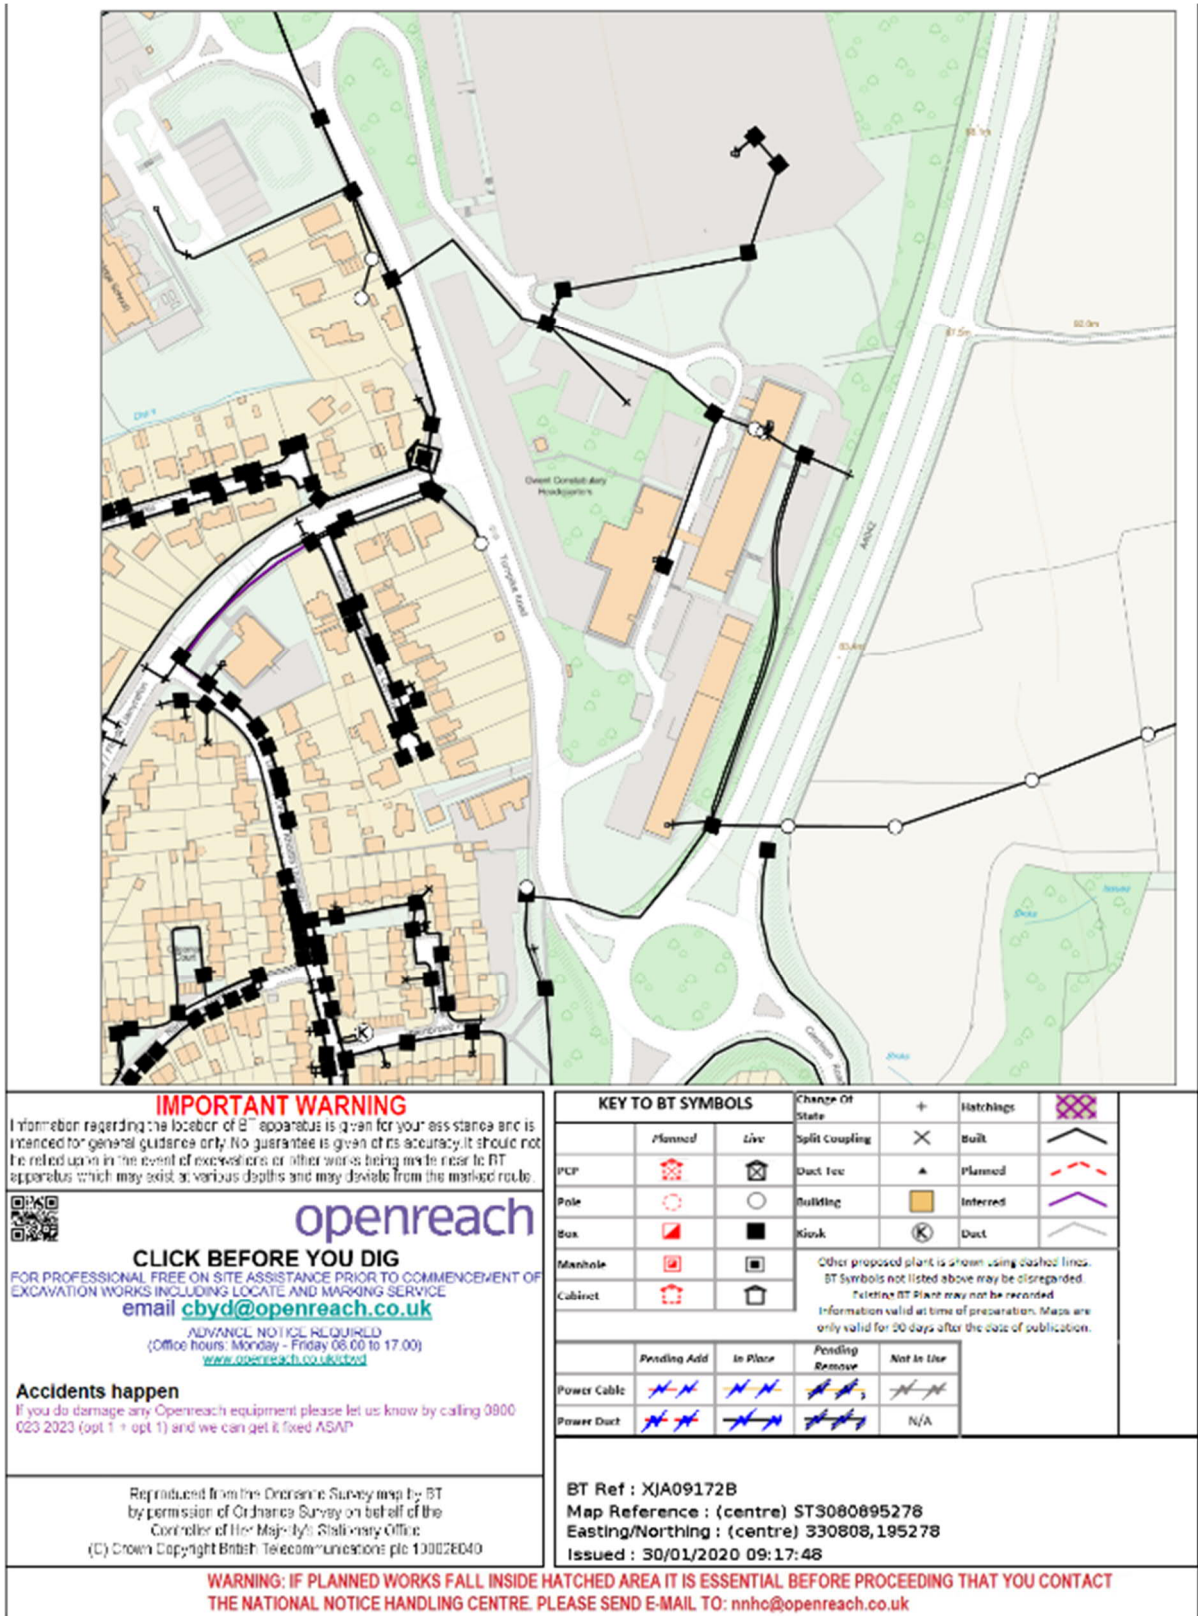 Gwent Constabulary
Headquarters
Turnpike Road
A4042
Drain
Issues
IMPORTANT WARNING
Information regarding the location of BT apparatus is given for your assistance and is
intended for general guidance only. No guarantee is given of its accuracy. It should not
be relied upon in the event of excavations or other works being made near to BT
apparatus which may exist at various depths and may deviate from the marked route.
openreach
CLICK BEFORE YOU DIG
FOR PROFESSIONAL FREE ON SITE ASSISTANCE PRIOR TO COMMENCEMENT OF
EXCAVATION WORKS INCLUDING LOCATE AND MARKING SERVICE
email cbyd@openreach.co.uk
ADVANCE NOTICE REQUIRED
(Office hours: Monday - Friday 08.00 to 17.00)
www.openreach.co.uk/cbyd
Accidents happen
If you do damage any Openreach equipment please let us know by calling 0800
023 2023 (opt 1 + opt 1) and we can get it fixed ASAP
Reproduced from the Ordnance Survey map by BT
by permission of Ordnance Survey on behalf of the
Controller of Her Majesty's Stationary Office
(C) Crown Copyright British Telecommunications plc 100028040
KEY TO BT SYMBOLS
Planned Live
PCP
Pole
Box
Manhole
Cabinet
Change Of
State
+
Hatchings
Split Coupling
Built
Duct Tee
Planned
Building
Inferred
Kiosk
K
Duct
Other proposed plant is shown using dashed lines.
BT Symbols not listed above may be disregarded.
Existing BT Plant may not be recorded
Information valid at time of preparation. Maps are
only valid for 90 days after the date of publication.
Pending Add In Place Pending Remove Not In Use
Power Cable
Power Duct N/A
BT Ref : XJA09172B
Map Reference : (centre) ST3080895278
Easting/Northing : (centre) 330808,195278
Issued : 30/01/2020 09:17:48
WARNING: IF PLANNED WORKS FALL INSIDE HATCHED AREA IT IS ESSENTIAL BEFORE PROCEEDING THAT YOU CONTACT
THE NATIONAL NOTICE HANDLING CENTRE. PLEASE SEND E-MAIL TO: nnhc@openreach.co.uk